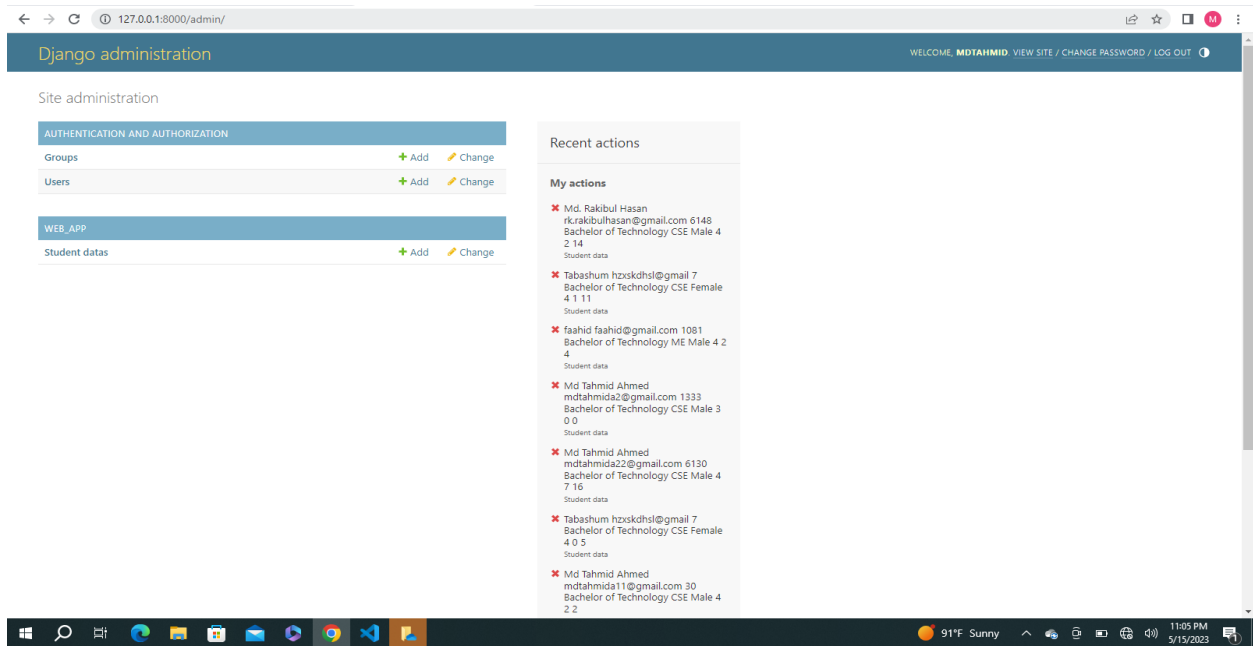 127.0.0.1:8000/admin/
M
Django administration
WELCOME, MDTAHMID. VIEW SITE / CHANGE PASSWORD / LOG OUT
Site administration
AUTHENTICATION AND AUTHORIZATION
Groups + Add Change
Users + Add Change
WEB_APP
Student datas + Add Change
Recent actions
My actions
Md. Rakibul Hasan
rk.rakibulhasan@gmail.com 6148
Bachelor of Technology CSE Male 4
2 14
Student data
Tabashum hzxskdhsl@gmail 7
Bachelor of Technology CSE Female
4 1 11
Student data
faahid faahid@gmail.com 1081
Bachelor of Technology ME Male 4 2
4
Student data
Md Tahmid Ahmed
mdtahmida2@gmail.com 1333
Bachelor of Technology CSE Male 3
0 0
Student data
Md Tahmid Ahmed
mdtahmida22@gmail.com 6130
Bachelor of Technology CSE Male 4
7 16
Student data
Tabashum hzxskdhsl@gmail 7
Bachelor of Technology CSE Female
4 0 5
Student data
Md Tahmid Ahmed
mdtahmida11@gmail.com 30
Bachelor of Technology CSE Male 4
2 2
91°F Sunny
11:05 PM
5/15/2023
1